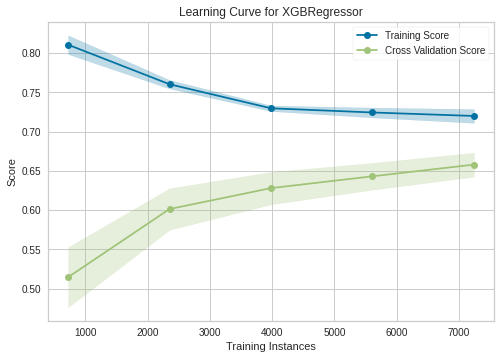 Learning Curve for XGBRegressor
Training Score
Cross Validation Score
Score
0.80
0.75
0.70
0.65
0.60
0.55
0.50
1000 2000 3000 4000 5000 6000 7000
Training Instances